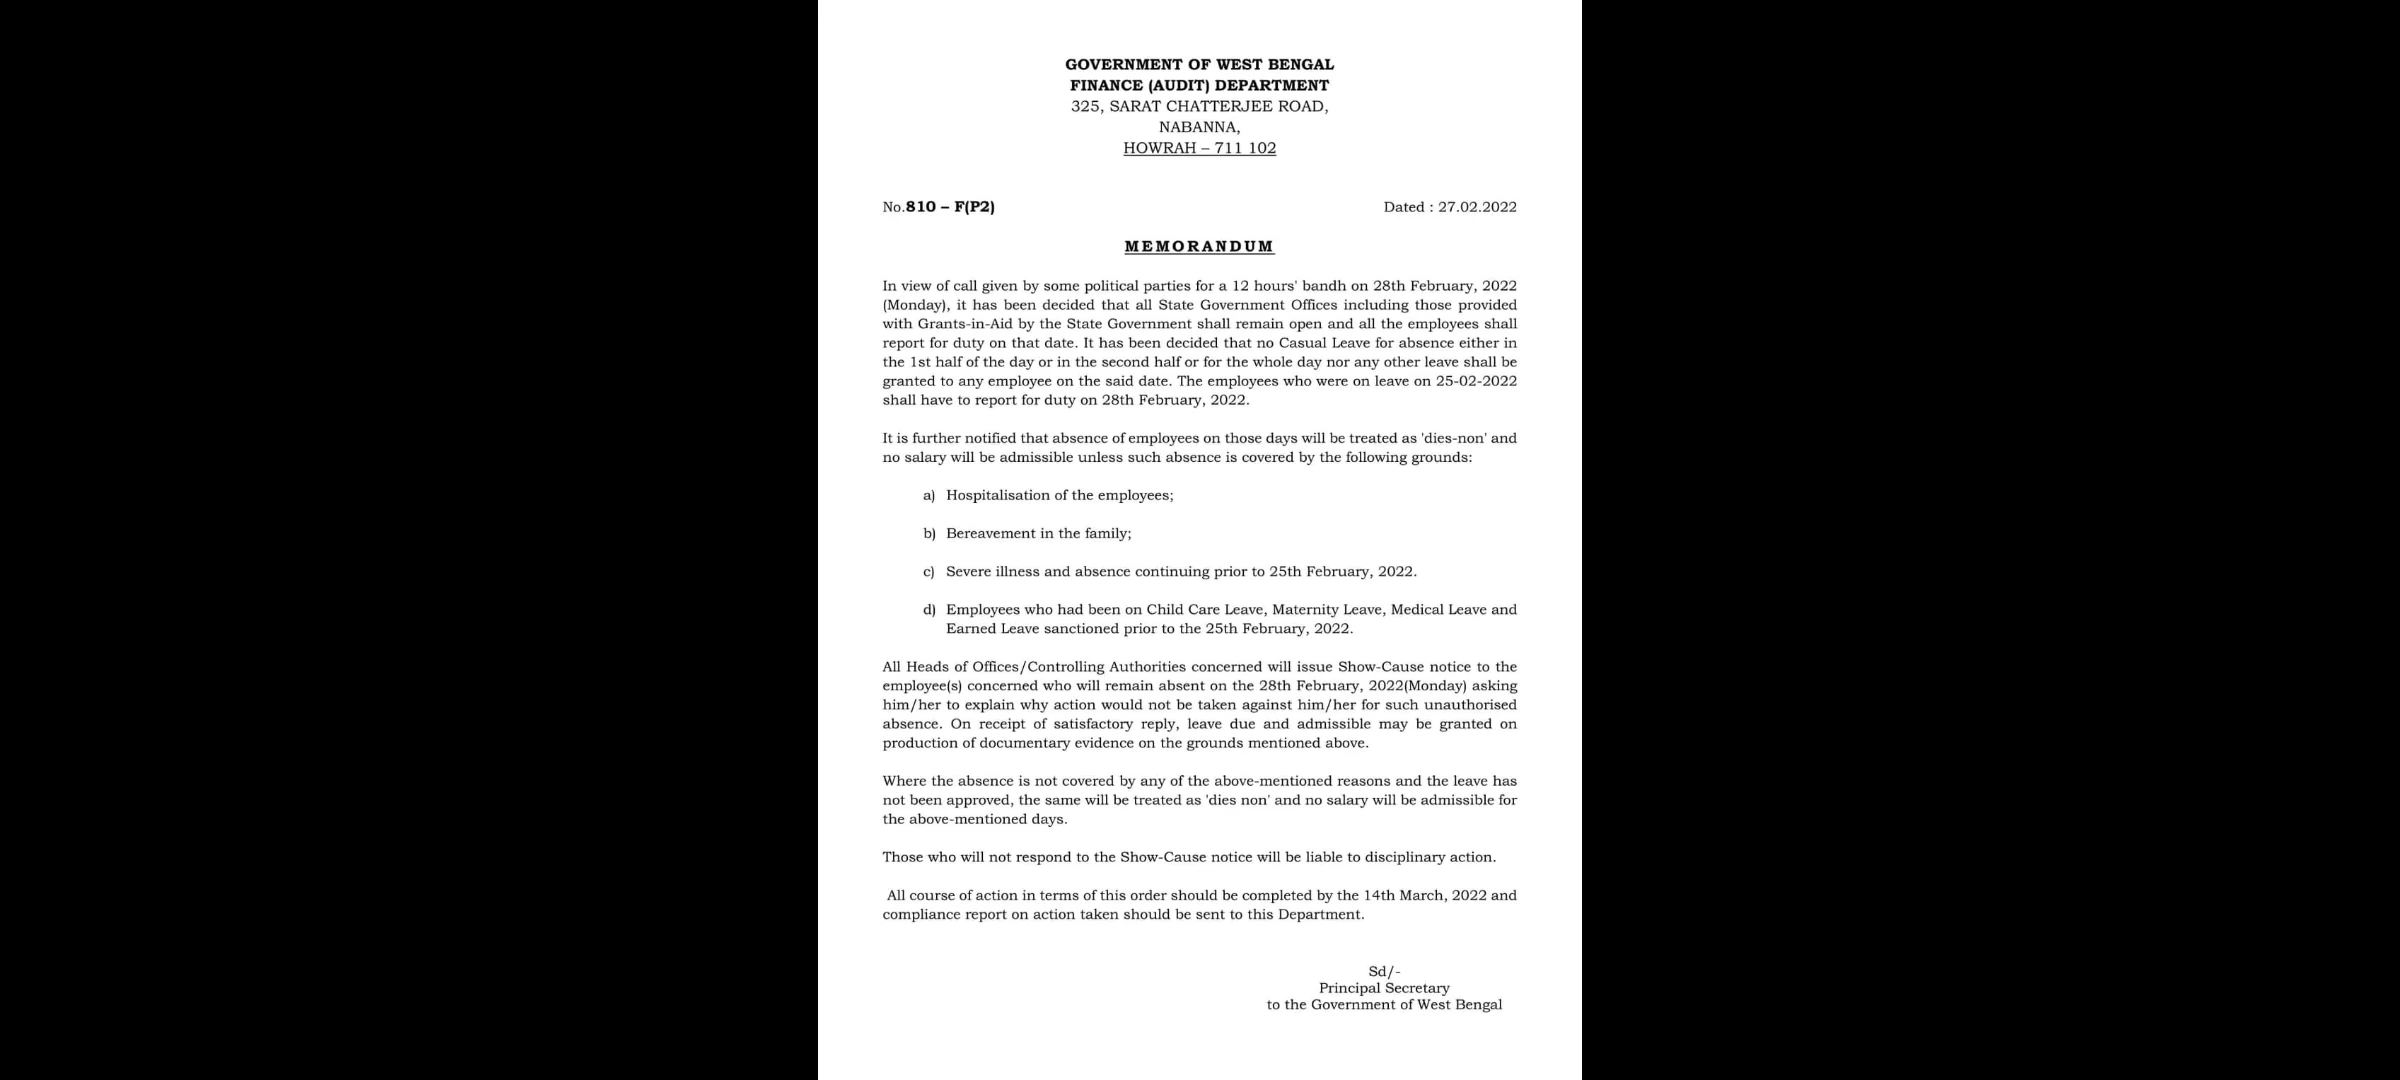 GOVERNMENT OF WEST BENGAL
FINANCE (AUDIT) DEPARTMENT
325, SARAT CHATTERJEE ROAD,
NABANNA,
HOWRAH – 711 102
No.810 – F(P2) Dated : 27.02.2022
MEMORANDUM
In view of call given by some political parties for a 12 hours' bandh on 28th February, 2022
(Monday), it has been decided that all State Government Offices including those provided
with Grants-in-Aid by the State Government shall remain open and all the employees shall
report for duty on that date. It has been decided that no Casual Leave for absence either in
the 1st half of the day or in the second half or for the whole day nor any other leave shall be
granted to any employee on the said date. The employees who were on leave on 25-02-2022
shall have to report for duty on 28th February, 2022.
It is further notified that absence of employees on those days will be treated as 'dies-non' and
no salary will be admissible unless such absence is covered by the following grounds:
a) Hospitalisation of the employees;
b) Bereavement in the family;
c) Severe illness and absence continuing prior to 25th February, 2022.
d) Employees who had been on Child Care Leave, Maternity Leave, Medical Leave and
Earned Leave sanctioned prior to the 25th February, 2022.
All Heads of Offices/Controlling Authorities concerned will issue Show-Cause notice to the
employee(s) concerned who will remain absent on the 28th February, 2022(Monday) asking
him/her to explain why action would not be taken against him/her for such unauthorised
absence. On receipt of satisfactory reply, leave due and admissible may be granted on
production of documentary evidence on the grounds mentioned above.
Where the absence is not covered by any of the above-mentioned reasons and the leave has
not been approved, the same will be treated as 'dies non' and no salary will be admissible for
the above-mentioned days.
Those who will not respond to the Show-Cause notice will be liable to disciplinary action.
All course of action in terms of this order should be completed by the 14th March, 2022 and
compliance report on action taken should be sent to this Department.
Sd/-
Principal Secretary
to the Government of West Bengal